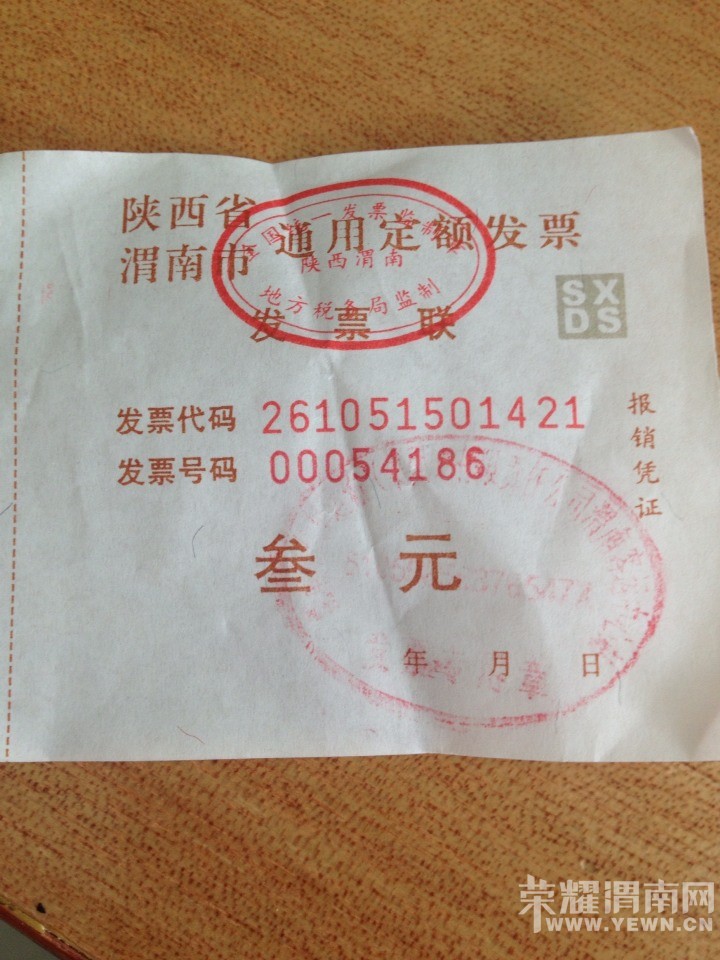 陕西省
渭南市
通用定额发票
全国统一发票监制章
陕西渭南
地方税务局监制
发票联
SX
DS
发票代码 261051501421
发票号码 00054186
报销凭证
叁元
年 月 日
荣耀渭南网
WWW.YEWN.CN